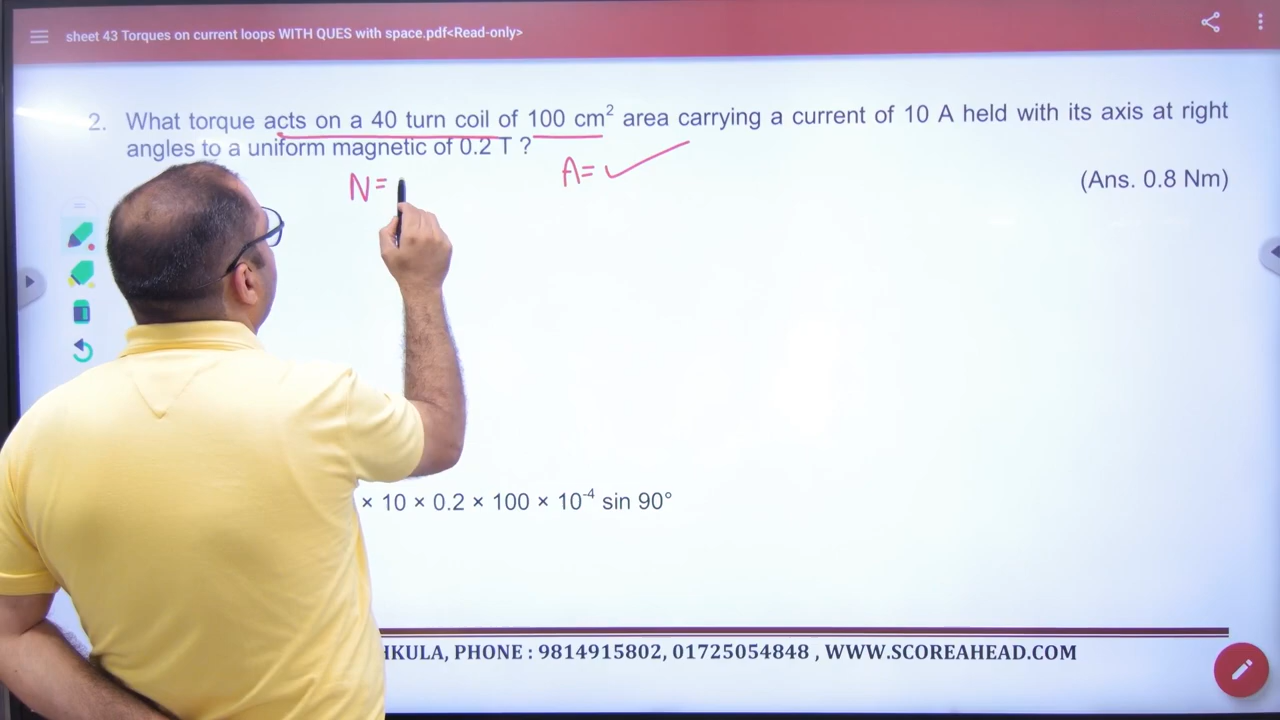 sheet 43 Torques on current loops WITH QUES with space.pdf<Read-only>
2. What torque acts on a 40 turn coil of 100 cm² area carrying a current of 10 A held with its axis at right
angles to a uniform magnetic of 0.2 T ?
N= A= ✓
(Ans. 0.8 Nm)
× 10 × 0.2 × 100 × 10⁻⁴ sin 90°
PHONE : 9814915802, 01725054848 , WWW.SCOREAHEAD.COM